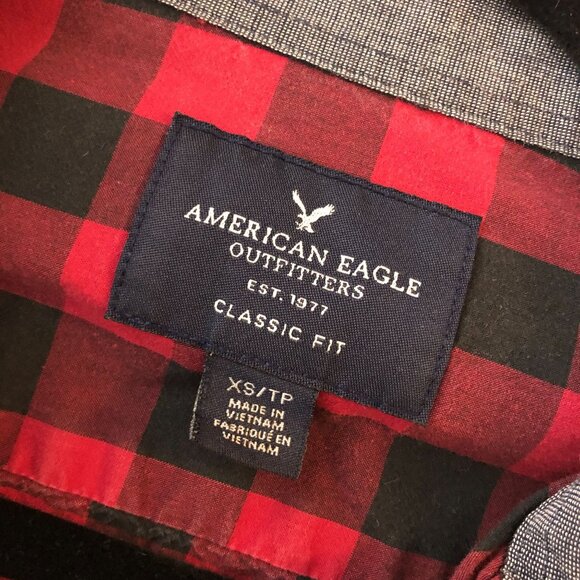 AMERICAN EAGLE
OUTFITTERS
EST. 1977
CLASSIC FIT
XS/TP
MADE IN
VIETNAM
FABRIQUÉ EN
VIETNAM